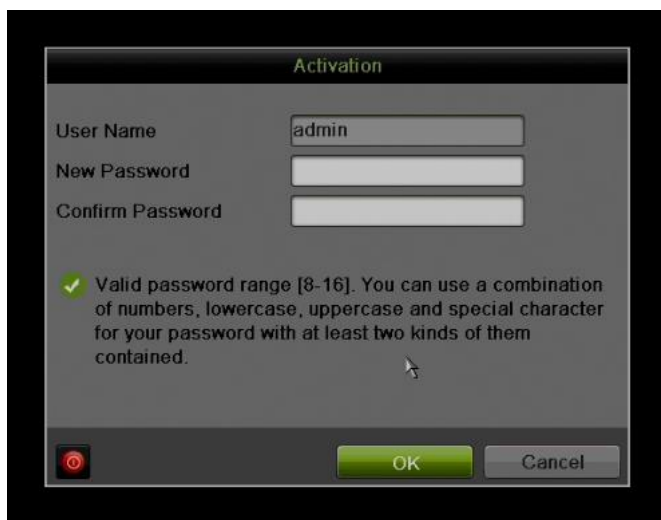 Activation
User Name admin
New Password
Confirm Password
Valid password range [8-16]. You can use a combination
of numbers, lowercase, uppercase and special character
for your password with at least two kinds of them
contained.
OK Cancel